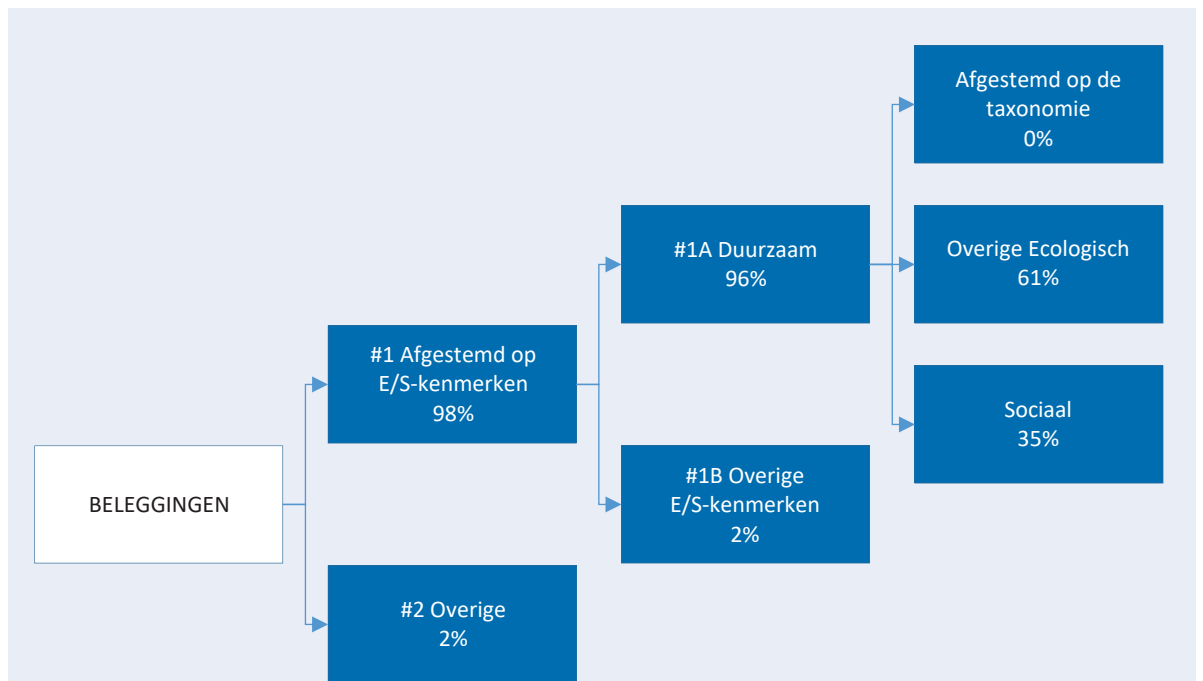 BELEGGINGEN
#1 Afgestemd op
E/S-kenmerken
98%
#2 Overige
2%
#1A Duurzaam
96%
#1B Overige
E/S-kenmerken
2%
Afgestemd op de
taxonomie
0%
Overige Ecologisch
61%
Sociaal
35%